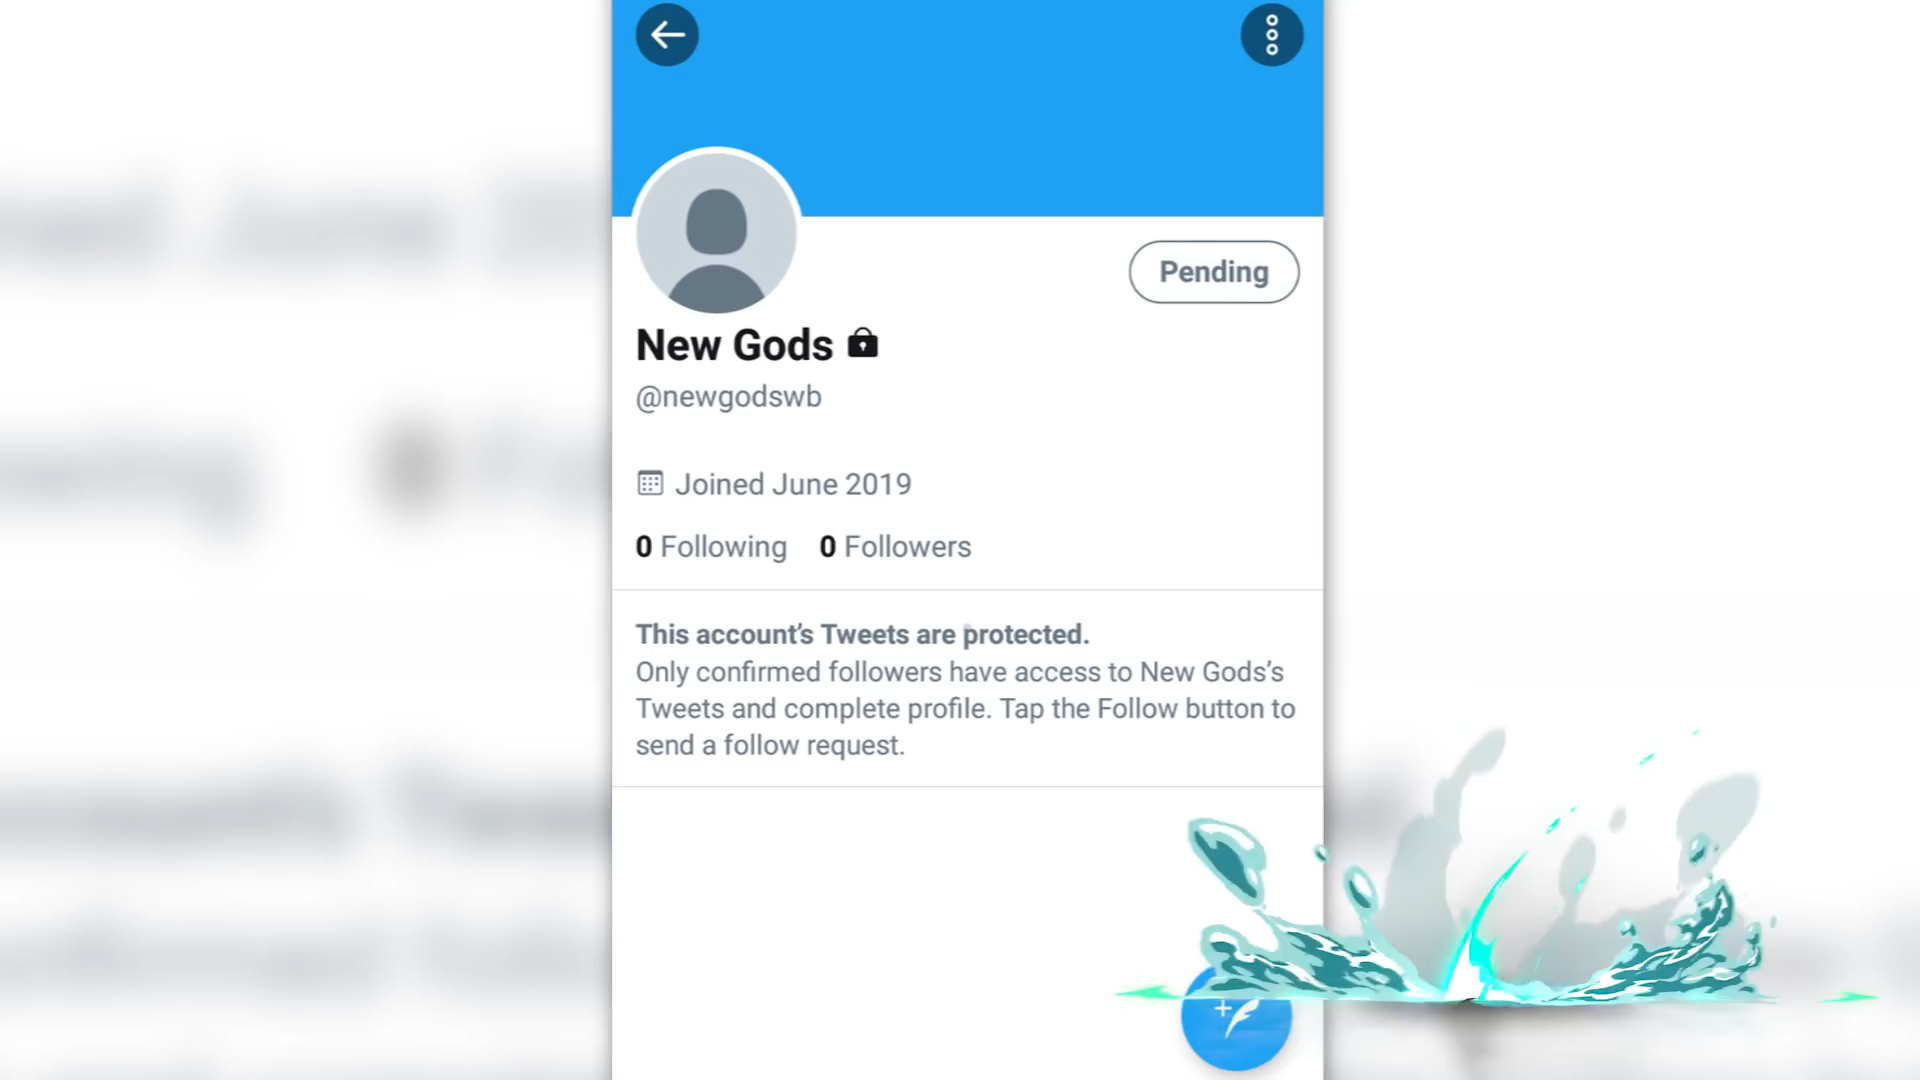 Pending
New Gods
@newgodswb
Joined June 2019
0 Following 0 Followers
This account's Tweets are protected.
Only confirmed followers have access to New Gods's
Tweets and complete profile. Tap the Follow button to
send a follow request.